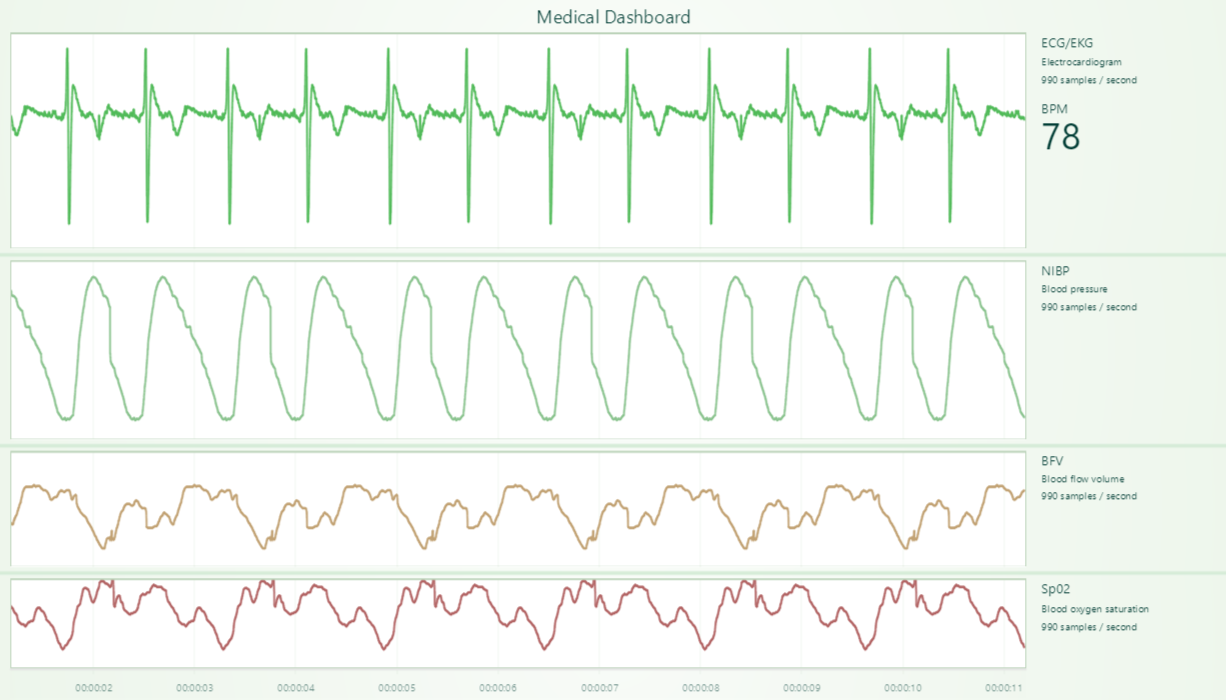 Medical Dashboard
ECG/EKG
Electrocardiogram
990 samples / second
BPM
78
NIBP
Blood pressure
990 samples / second
BFV
Blood flow volume
990 samples / second
Sp02
Blood oxygen saturation
990 samples / second
00:00:02 00:00:03 00:00:04 00:00:05 00:00:06 00:00:07 00:00:08 00:00:09 00:00:10 00:00:11